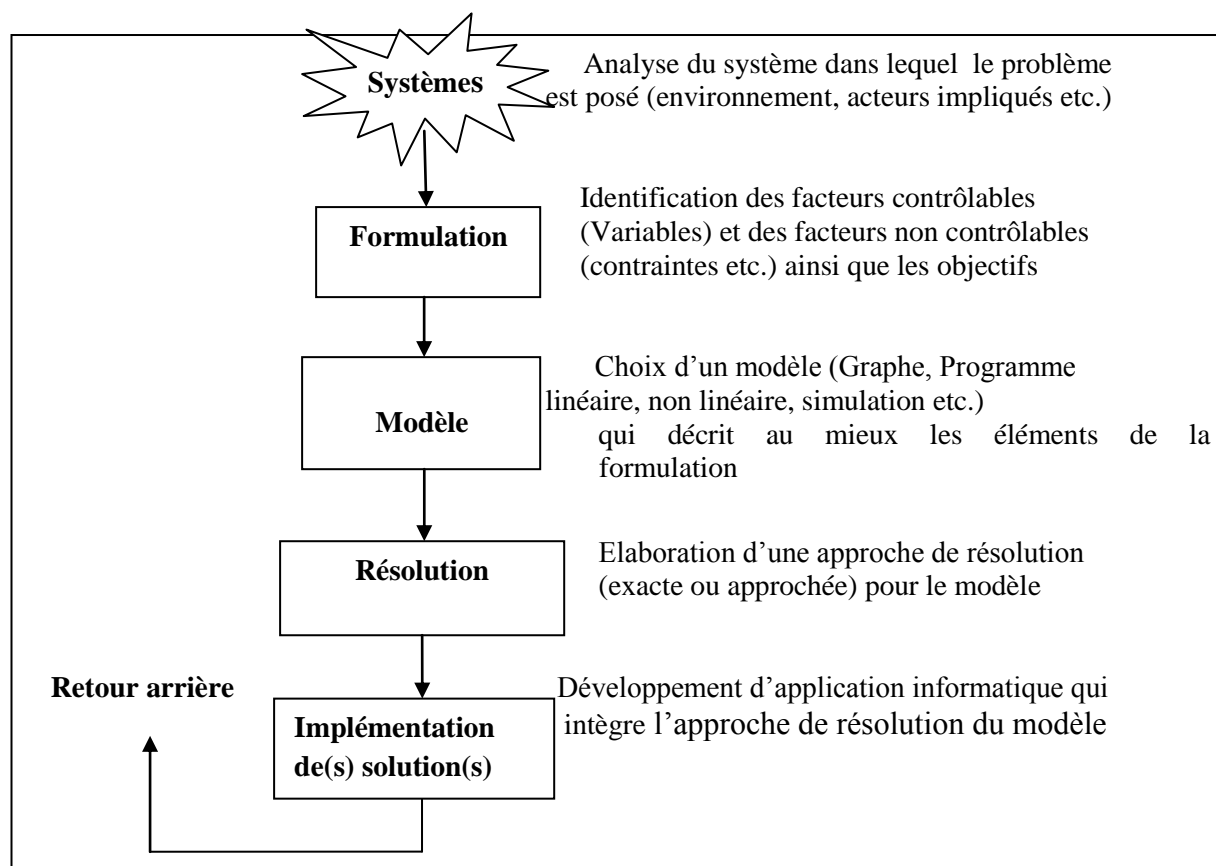 Systèmes
Analyse du système dans lequel le problème
est posé (environnement, acteurs impliqués etc.)
Formulation
Identification des facteurs contrôlables
(Variables) et des facteurs non contrôlables
(contraintes etc.) ainsi que les objectifs
Modèle
Choix d’un modèle (Graphe, Programme
linéaire, non linéaire, simulation etc.)
qui décrit au mieux les éléments de la
formulation
Résolution
Elaboration d’une approche de résolution
(exacte ou approchée) pour le modèle
Retour arrière
Implémentation
de(s) solution(s)
Développement d’application informatique qui
intègre l’approche de résolution du modèle